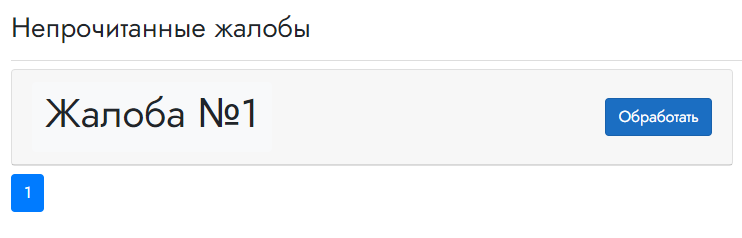 Непрочитанные жалобы
Жалоба №1
Обработать
1